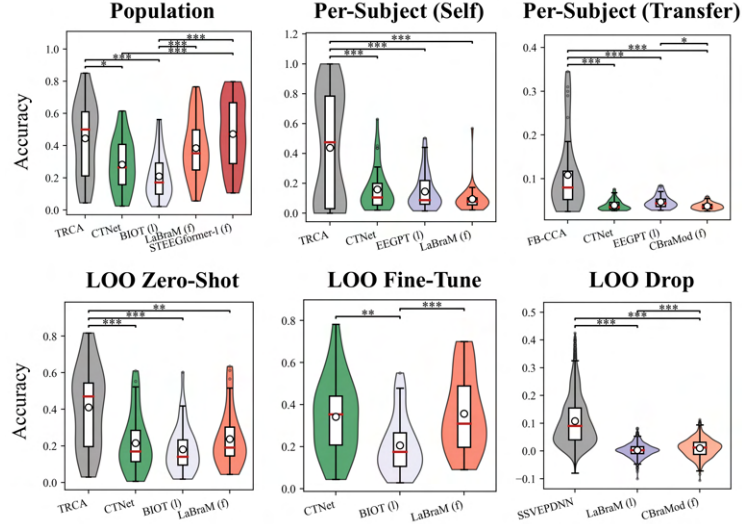 Population
Per-Subject (Self)
Per-Subject (Transfer)
Accuracy
1.0
0.8
0.6
0.4
0.2
0.0
***
***
***
***
*
TRCA
CTNet
BIOT (l)
LaBraM (f)
STEEGformer-l (f)
1.2
1.0
0.8
0.6
0.4
0.2
0.0
***
***
***
TRCA
CTNet
EEGPT (l)
LaBraM (f)
0.4
0.3
0.2
0.1
*
***
***
***
FB-CCA
CTNet
EEGPT (l)
CBraMod (f)
LOO Zero-Shot
LOO Fine-Tune
LOO Drop
Accuracy
0.8
0.6
0.4
0.2
0.0
**
***
***
TRCA
CTNet
BIOT (l)
LaBraM (f)
0.8
0.6
0.4
0.2
0.0
**
***
CTNet
BIOT (l)
LaBraM (f)
0.5
0.4
0.3
0.2
0.1
0.0
−0.1
***
***
***
SSVEPDNN
LaBraM (l)
CBraMod (f)